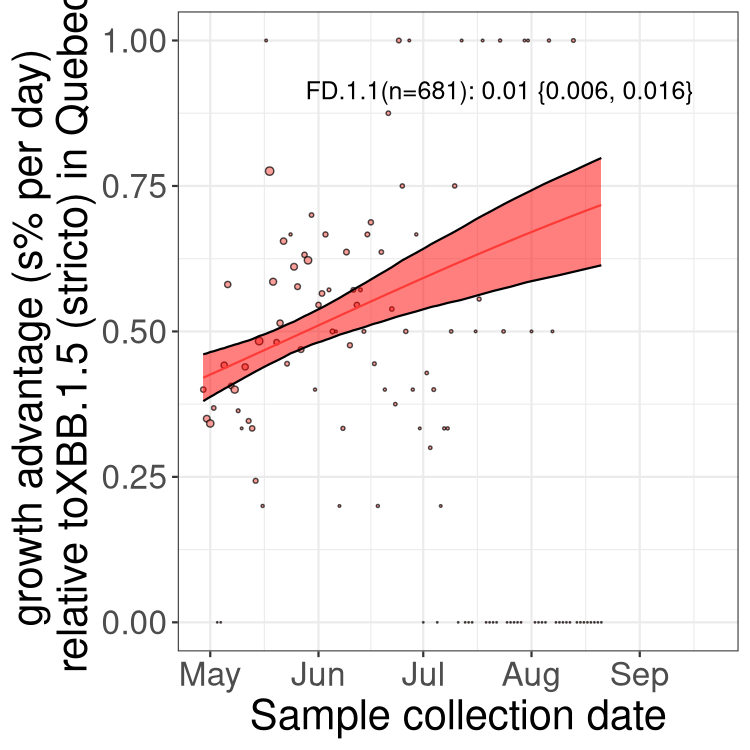 growth advantage (s% per day)
relative toXBB.1.5 (stricto) in Quebec
1.00
0.75
0.50
0.25
0.00
FD.1.1(n=681): 0.01 {0.006, 0.016}
May Jun Jul Aug Sep
Sample collection date